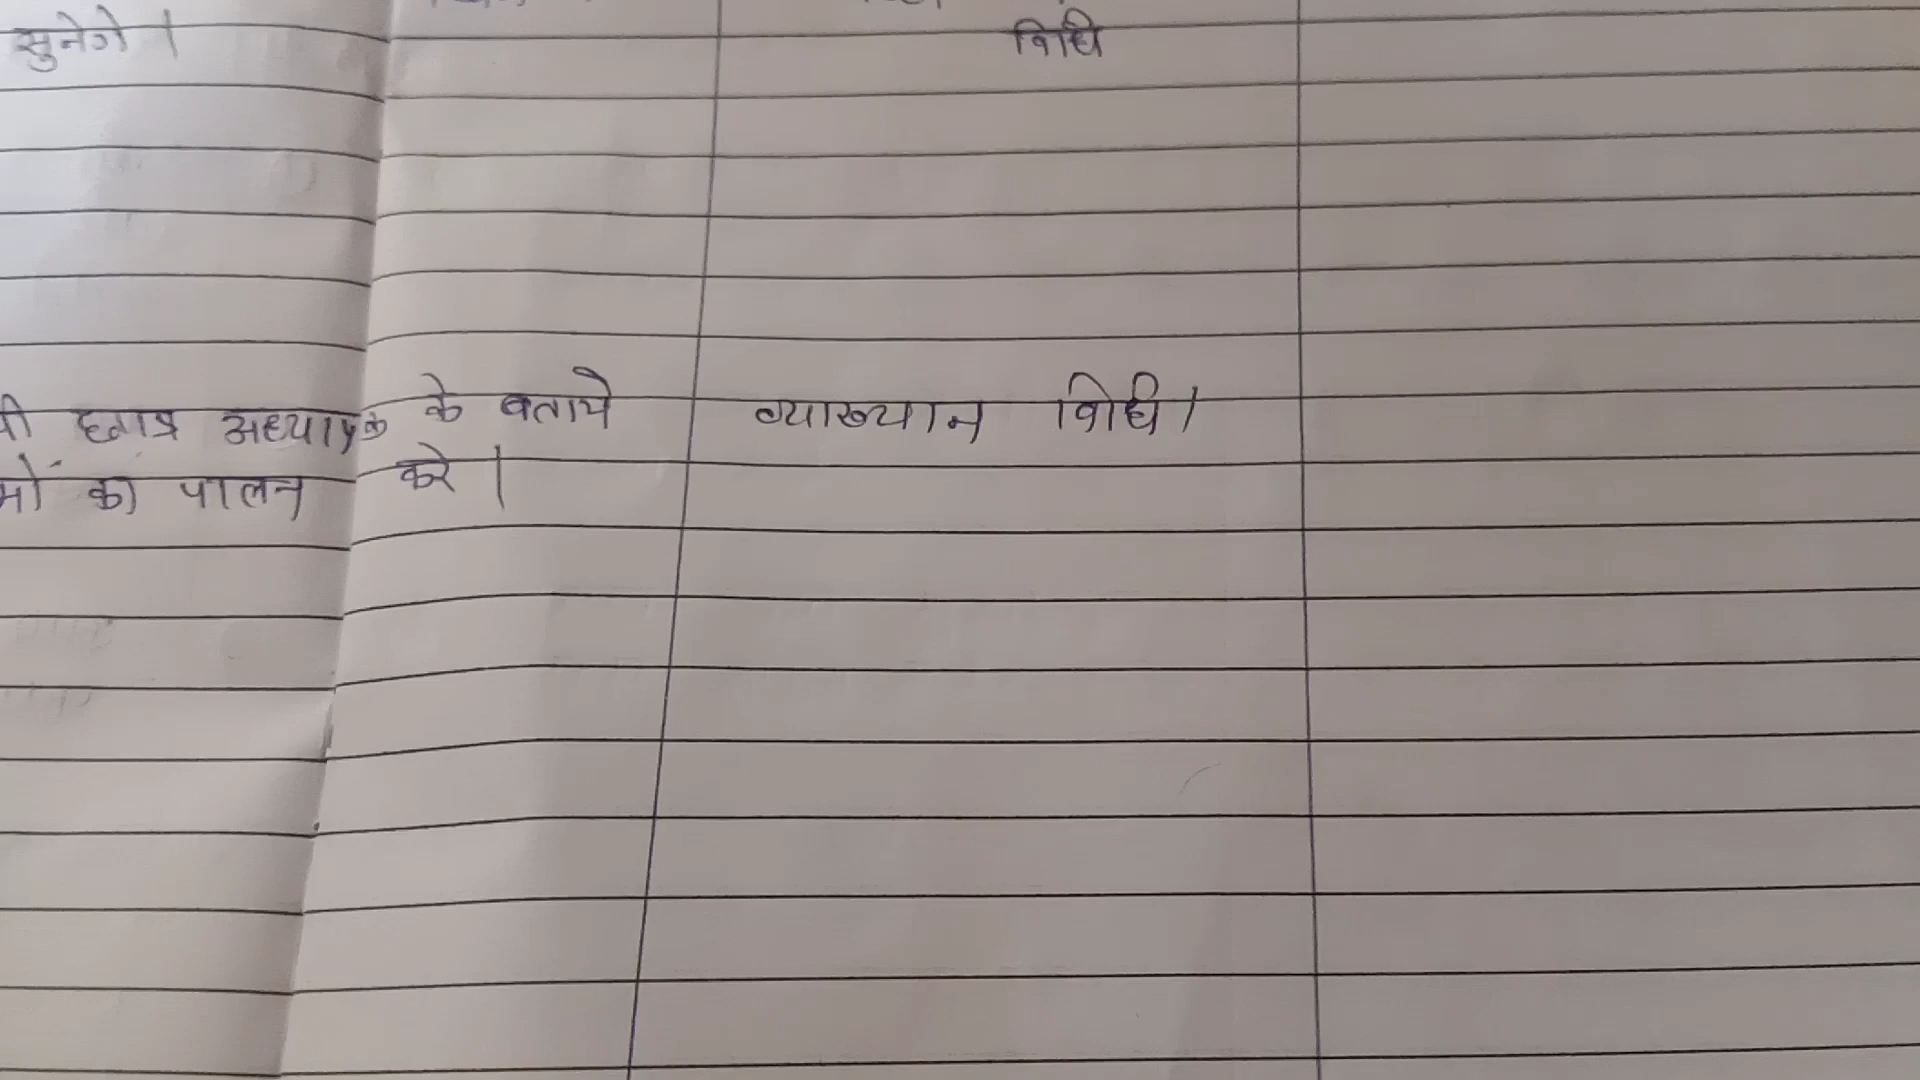 सुनेगे । विधि
छात्र अध्यापक के बताये व्याख्यान विधि ।
का पालन करे ।